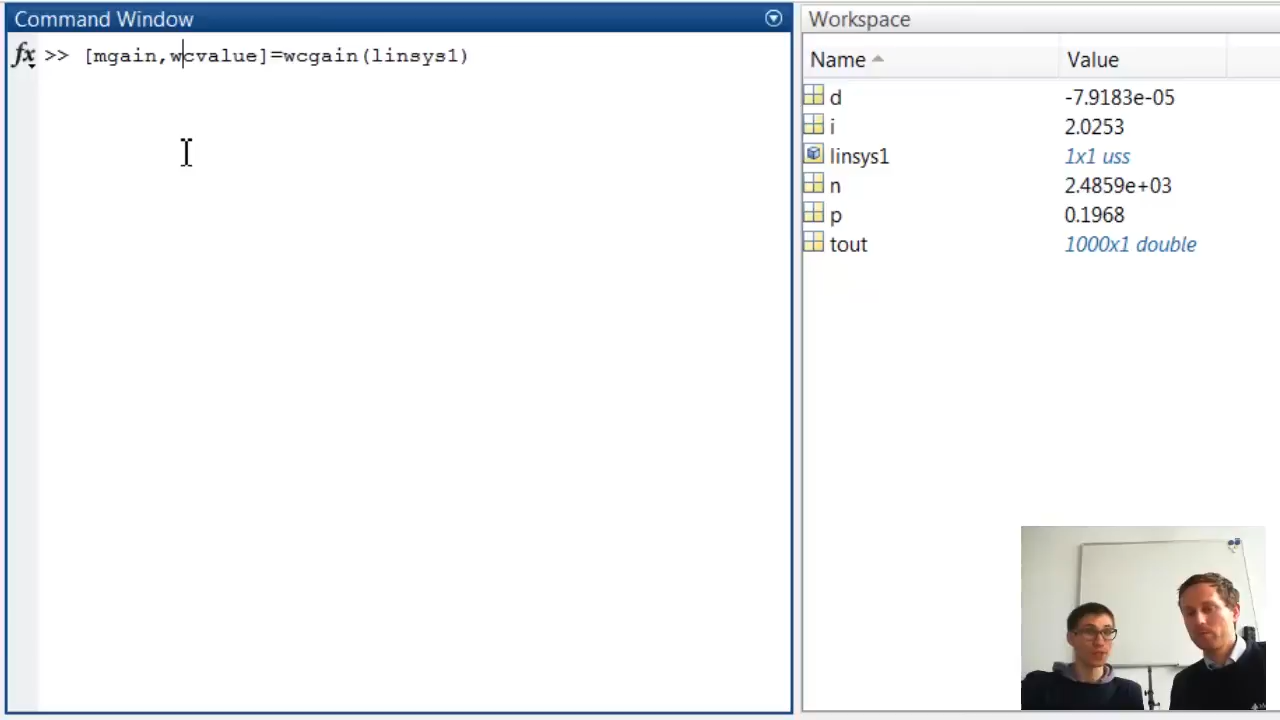 Command Window
fx >> [mgain,wcvalue]=wcgain(linsys1)
Workspace
Name Value
d -7.9183e-05
i 2.0253
linsys1 1x1 uss
n 2.4859e+03
p 0.1968
tout 1000x1 double